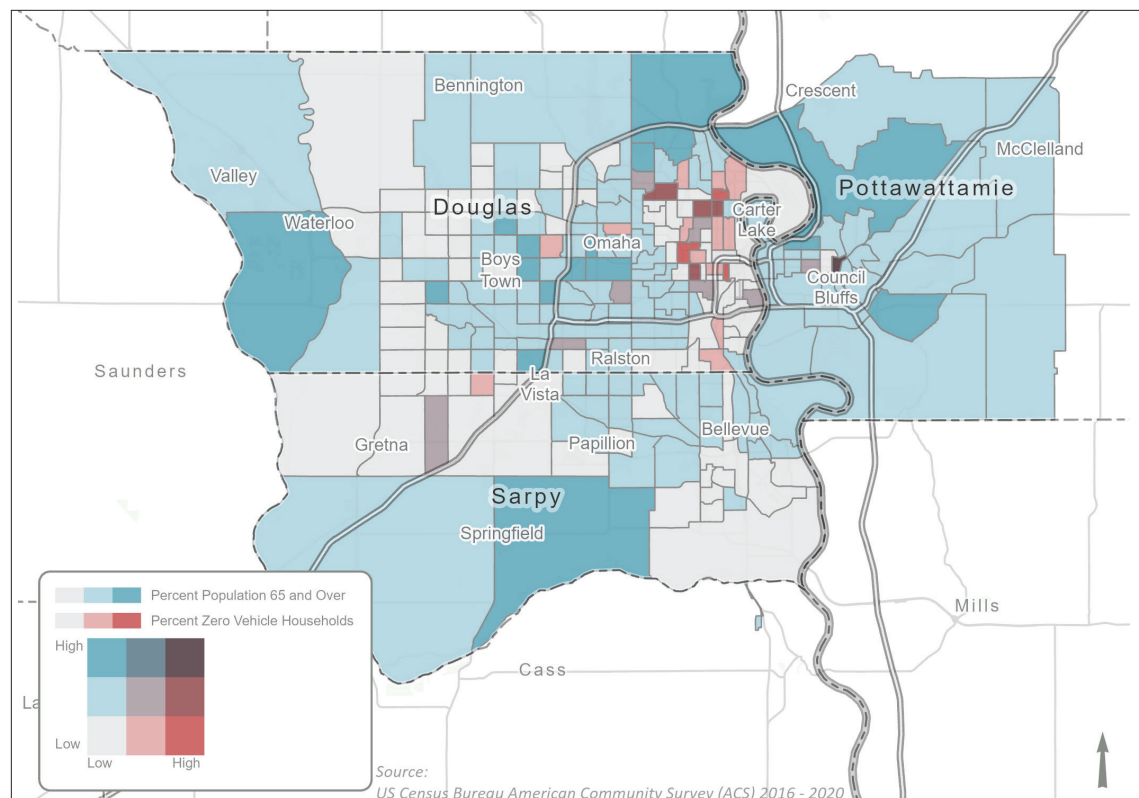 Bennington
Crescent
McClelland
Valley
Pottawattamie
Waterloo
Douglas
Carter
Lake
Omaha
Boys
Town
Council
Bluffs
Saunders
Ralston
La
Vista
Gretna
Papillion
Bellevue
Sarpy
Springfield
Mills
Cass
La
Percent Population 65 and Over
Percent Zero Vehicle Households
High
Low
Low
High
Source:
US Census Bureau American Community Survey (ACS) 2016 - 2020